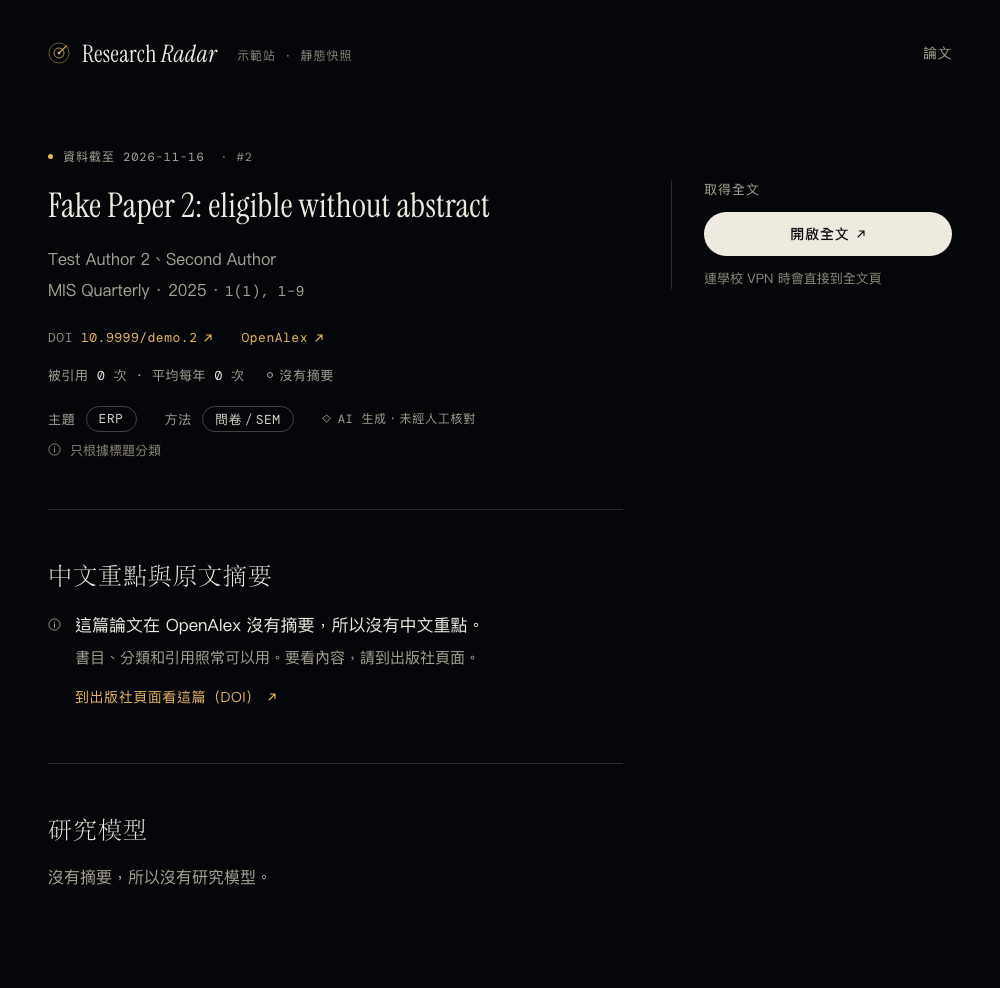 Research Radar 示範站 · 靜態快照
論文
資料截至 2026-11-16 · #2
Fake Paper 2: eligible without abstract
Test Author 2、Second Author
MIS Quarterly · 2025 · 1(1), 1–9
DOI 10.9999/demo.2 ↗ OpenAlex ↗
被引用 0 次 · 平均每年 0 次 ○ 沒有摘要
主題 ERP 方法 問卷 / SEM ◇ AI 生成·未經人工核對
ⓘ 只根據標題分類
取得全文
開啟全文 ↗
連學校 VPN 時會直接到全文頁
中文重點與原文摘要
ⓘ 這篇論文在 OpenAlex 沒有摘要，所以沒有中文重點。
書目、分類和引用照常可以用。要看內容，請到出版社頁面。
到出版社頁面看這篇（DOI） ↗
研究模型
沒有摘要，所以沒有研究模型。